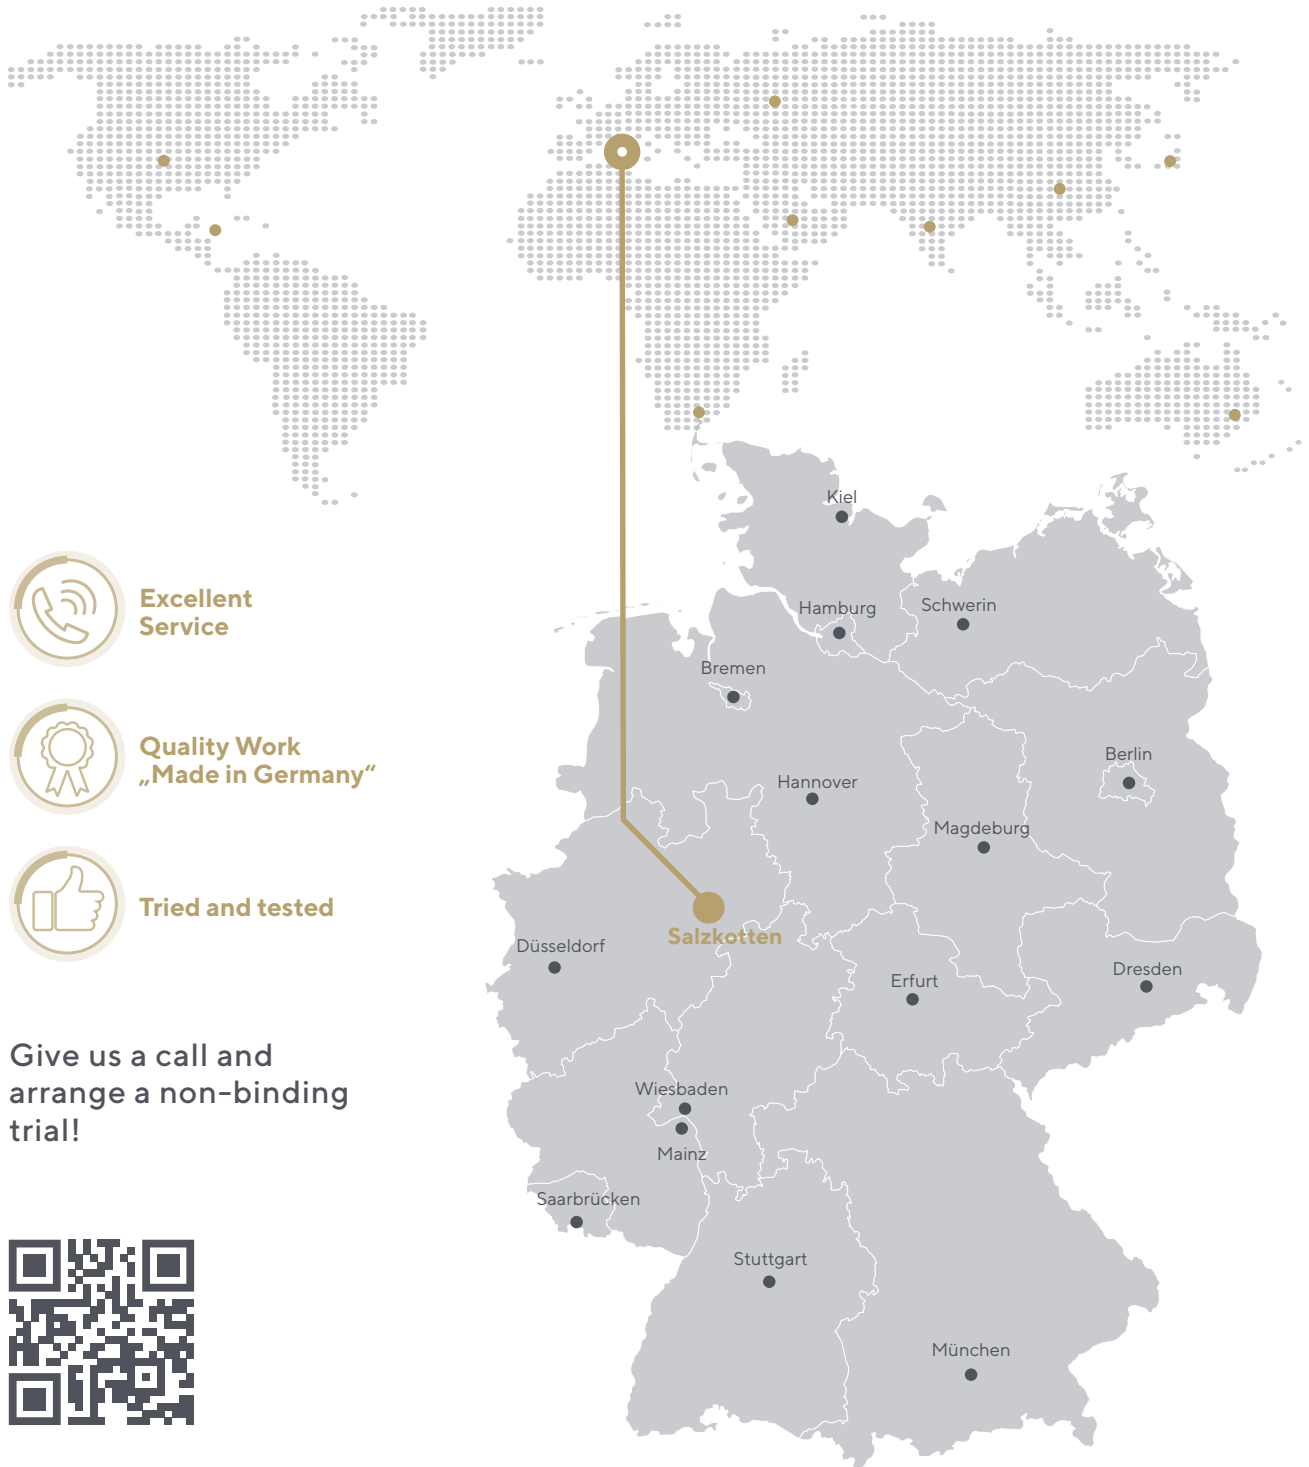 Excellent
Service
Quality Work
„Made in Germany“
Tried and tested
Give us a call and
arrange a non-binding
trial!
Kiel
Hamburg
Schwerin
Bremen
Berlin
Hannover
Magdeburg
Salzkotten
Düsseldorf
Dresden
Erfurt
Wiesbaden
Mainz
Saarbrücken
Stuttgart
München